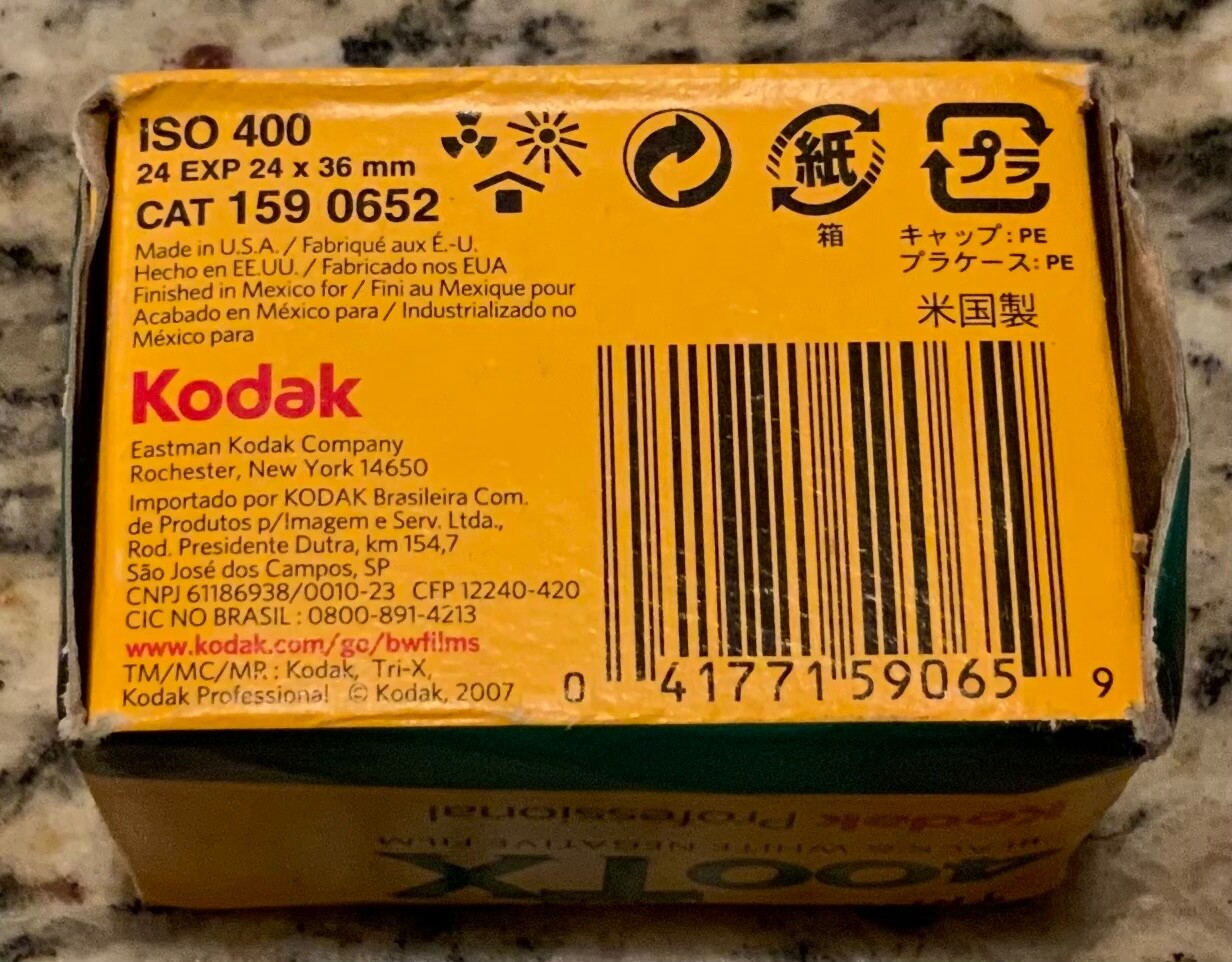 ISO 400
24 EXP 24 x 36 mm
CAT 159 0652
Made in U.S.A. / Fabriqué aux É.-U.
Hecho en EE.UU. / Fabricado nos EUA
Finished in Mexico for / Fini au Mexique pour
Acabado en México para / Industrializado no
México para
Kodak
Eastman Kodak Company
Rochester, New York 14650
Importado por KODAK Brasileira Com.
de Produtos p/Imagem e Serv. Ltda.,
Rod. Presidente Dutra, km 154,7
São José dos Campos, SP
CNPJ 61186938/0010-23 CFP 12240-420
CIC NO BRASIL : 0800-891-4213
www.kodak.com/go/bwfilms
TM/MC/MR : Kodak, Tri-X,
Kodak Professional © Kodak, 2007
紙
箱
プラ
キャップ : PE
プラケース : PE
米国製
0 41771 59065 9
Kodak Professional
BLACK & WHITE NEGATIVE FILM
400TX